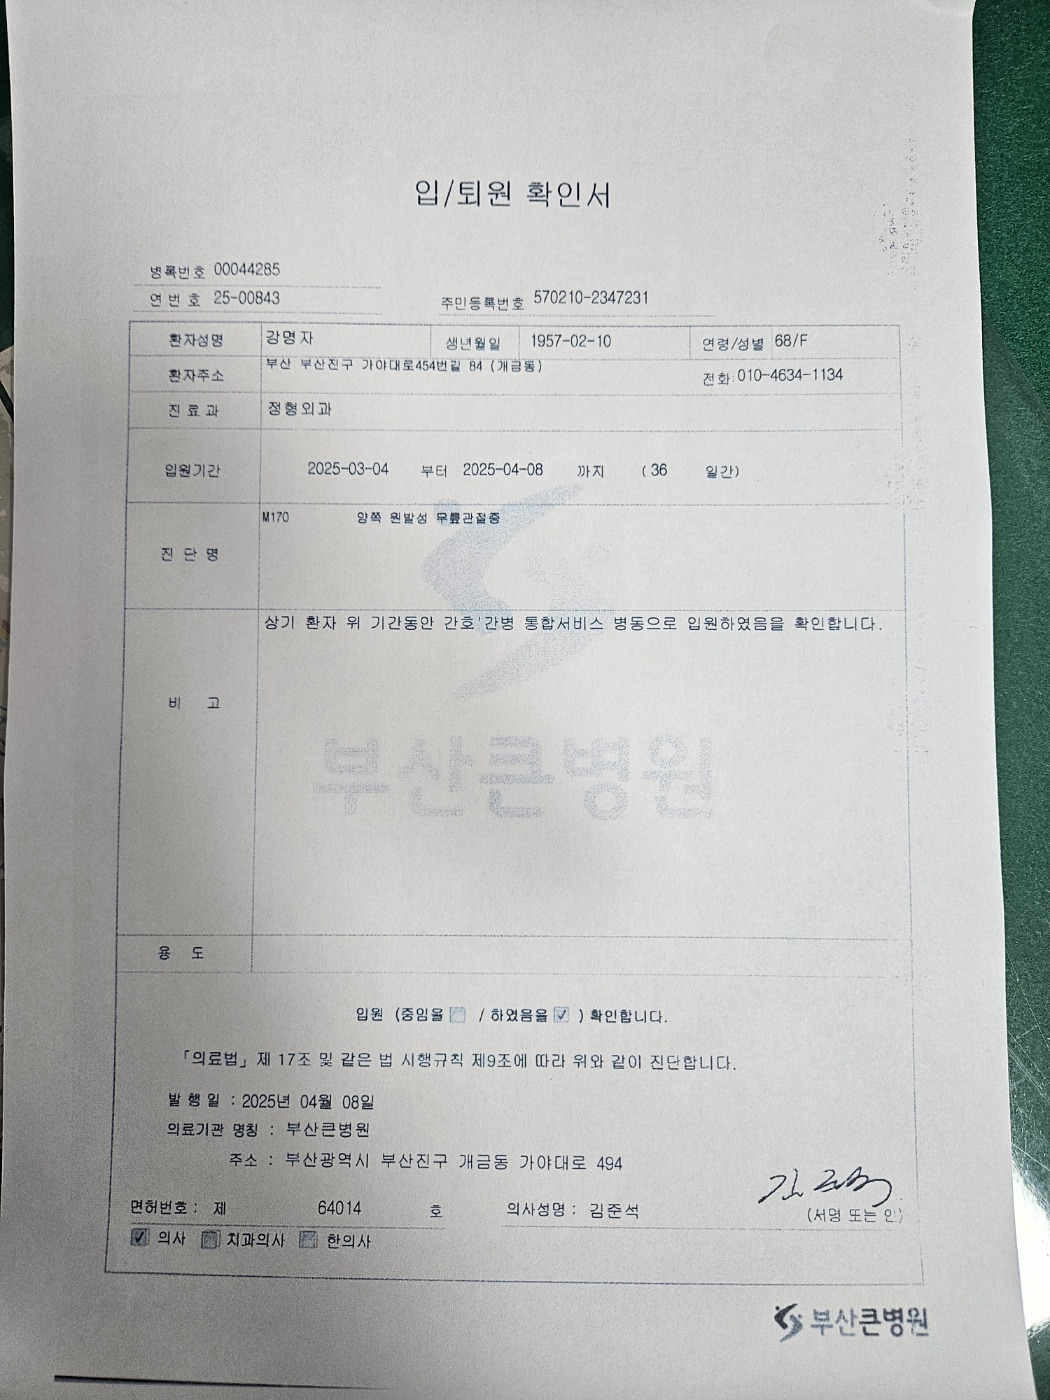 입/퇴원 확인서
병록번호 00044285
연 번 호 25-00843 주민등록번호 570210-2347231
환자성명 강명자 생년월일 1957-02-10 연령/성별 68/F
환자주소 부산 부산진구 가야대로454번길 84 (개금동) 전화:010-4634-1134
진 료 과 정형외과
입원기간 2025-03-04 부터 2025-04-08 까지 ( 36 일간)
진 단 명 M170 양쪽 원발성 무릎관절증
비 고 상기 환자 위 기간동안 간호'간병 통합서비스 병동으로 입원하였음을 확인합니다.
부산큰병원
용 도
입원 (중임을 / 하였음을 ✓ ) 확인합니다.
「의료법」 제 17조 및 같은 법 시행규칙 제9조에 따라 위와 같이 진단합니다.
발 행 일 : 2025년 04월 08일
의료기관 명칭 : 부산큰병원
주소 : 부산광역시 부산진구 개금동 가야대로 494
면허번호 : 제 64014 호 의사성명 : 김준석 (서명 또는 인)
✓ 의사 치과의사 한의사
부산큰병원